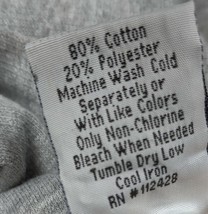 80% Cotton
20% Polyester
Machine Wash Cold
Separately or
With Like Colors
Only Non-Chlorine
Bleach When Needed
Tumble Dry Low
Cool Iron
RN #112428